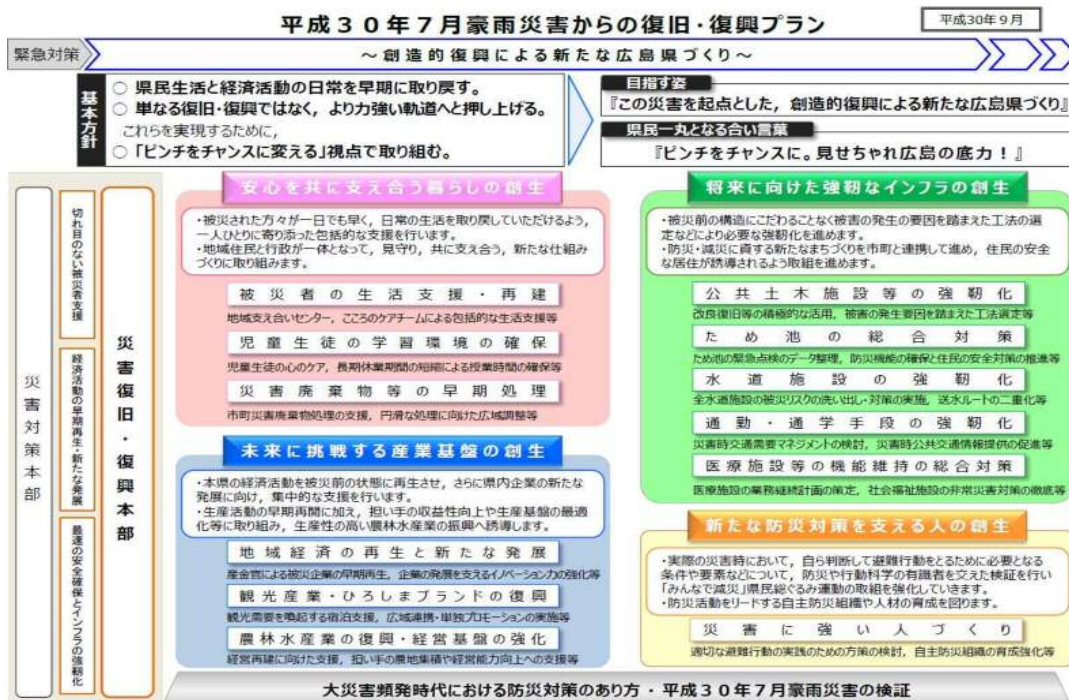 平成３０年７月豪雨災害からの復旧・復興プラン
平成30年９月
緊急対策
～創造的復興による新たな広島県づくり～
基本方針
○ 県民生活と経済活動の日常を早期に取り戻す。
○ 単なる復旧・復興ではなく，より力強い軌道へと押し上げる。
これらを実現するために，
○ 「ピンチをチャンスに変える」視点で取り組む。
目指す姿
『この災害を起点とした，創造的復興による新たな広島県づくり』
県民一丸となる合い言葉
『ピンチをチャンスに。見せちゃれ広島の底力！』
災害対策本部
切れ目のない被災者支援
経済活動の早期再生・新たな発展
最速の安全確保とインフラの強靭化
災害復旧・復興本部
安心を共に支え合う暮らしの創生
・被災された方々が一日でも早く，日常の生活を取り戻していただけるよう，
一人ひとりに寄り添った包括的な支援を行います。
・地域住民と行政が一体となって，見守り，共に支え合う，新たな仕組み
づくりに取り組みます。
被災者の生活支援・再建
地域支え合いセンター，こころのケアチームによる包括的な生活支援等
児童生徒の学習環境の確保
児童生徒の心のケア，長期休業期間の短縮による授業時間の確保等
災害廃棄物等の早期処理
市町災害廃棄物処理の支援，円滑な処理に向けた広域調整等
未来に挑戦する産業基盤の創生
・本県の経済活動を被災前の状態に再生させ，さらに県内企業の新たな
発展に向け，集中的な支援を行います。
・生産活動の早期再開に加え，担い手の収益性向上や生産基盤の最適
化等に取り組み，生産性の高い農林水産業の振興へ誘導します。
地域経済の再生と新たな発展
産金官による被災企業の早期再生，企業の発展を支えるイノベーション力の強化等
観光産業・ひろしまブランドの復興
観光需要を喚起する宿泊支援，広域連携・単独プロモーションの実施等
農林水産業の復興・経営基盤の強化
経営再建に向けた支援，担い手の農地集積や経営能力向上への支援等
将来に向けた強靭なインフラの創生
・被災前の構造にこだわることなく被害の発生の要因を踏まえた工法の選
定などにより必要な強靭化を進めます。
・防災・減災に資する新たなまちづくりを市町と連携して進め，住民の安全
な居住が誘導されるよう取組を進めます。
公共土木施設等の強靭化
改良復旧等の積極的な活用，被害の発生要因を踏まえた工法選定等
ため池の総合対策
ため池の緊急点検のデータ整理，防災機能の確保と住民の安全対策の推進等
水道施設の強靭化
全水道施設の被災リスクの洗い出し・対策の実施，送水ルートの二重化等
通勤・通学手段の強靭化
災害時交通需要マネジメントの検討，災害時公共交通情報提供の促進等
医療施設等の機能維持の総合対策
医療施設の業務継続計画の策定，社会福祉施設の非常災害対策の徹底等
新たな防災対策を支える人の創生
・実際の災害時において，自ら判断して避難行動をとるために必要となる
条件や要素などについて，防災や行動科学の有識者を交えた検証を行い
「みんなで減災」県民総ぐるみ運動の取組を強化していきます。
・防災活動をリードする自主防災組織や人材の育成を図ります。
災害に強い人づくり
適切な避難行動の実践のための方策の検討，自主防災組織の育成強化等
大災害頻発時代における防災対策のあり方・平成３０年７月豪雨災害の検証